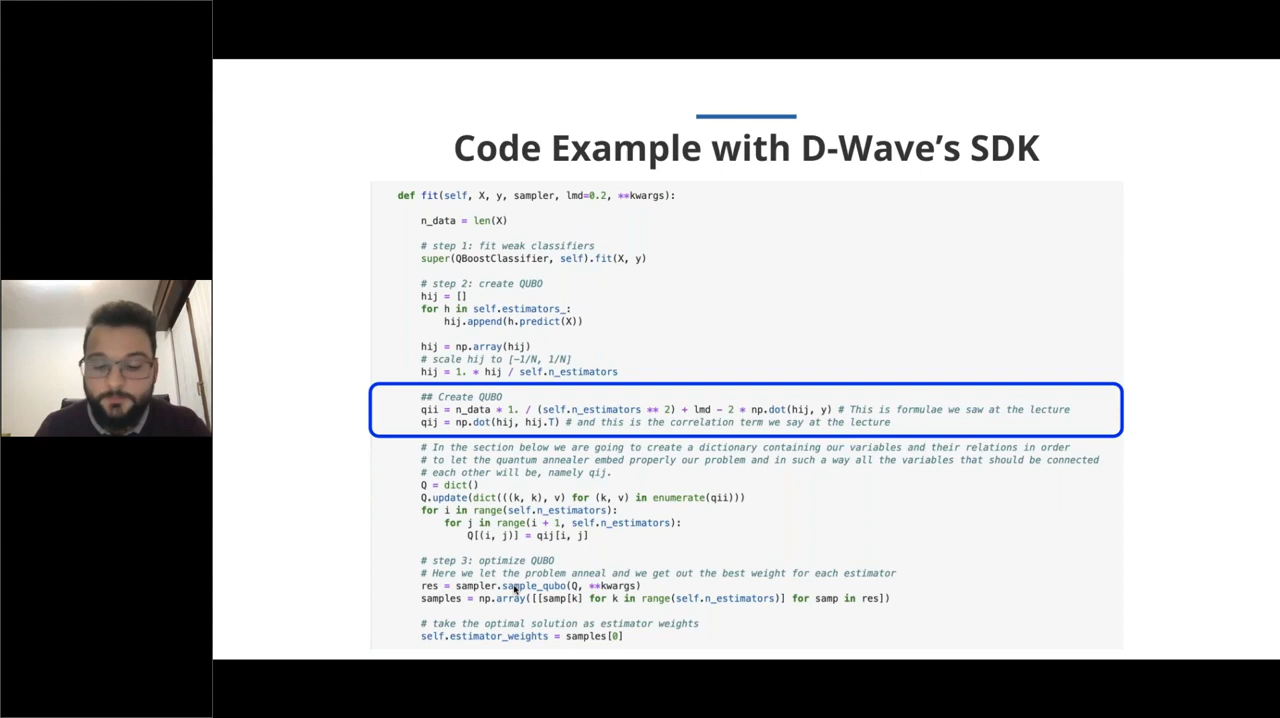 Code Example with D-Wave’s SDK
def fit(self, X, y, sampler, lmd=0.2, **kwargs):
n_data = len(X)
# step 1: fit weak classifiers
super(QBoostClassifier, self).fit(X, y)
# step 2: create QUBO
hij = []
for h in self.estimators_:
hij.append(h.predict(X))
hij = np.array(hij)
# scale hij to [-1/N, 1/N]
hij = 1. * hij / self.n_estimators
## Create QUBO
qii = n_data * 1. / (self.n_estimators ** 2) + lmd - 2 * np.dot(hij, y) # This is formulae we saw at the lecture
qij = np.dot(hij, hij.T) # and this is the correlation term we say at the lecture
# In the section below we are going to create a dictionary containing our variables and their relations in order
# to let the quantum annealer embed properly our problem and in such a way all the variables that should be connected
# each other will be, namely qij.
Q = dict()
Q.update(dict(((k, k), v) for (k, v) in enumerate(qii)))
for i in range(self.n_estimators):
for j in range(i + 1, self.n_estimators):
Q[(i, j)] = qij[i, j]
# step 3: optimize QUBO
# Here we let the problem anneal and we get out the best weight for each estimator
res = sampler.sample_qubo(Q, **kwargs)
samples = np.array([[samp[k] for k in range(self.n_estimators)] for samp in res])
# take the optimal solution as estimator weights
self.estimator_weights = samples[0]